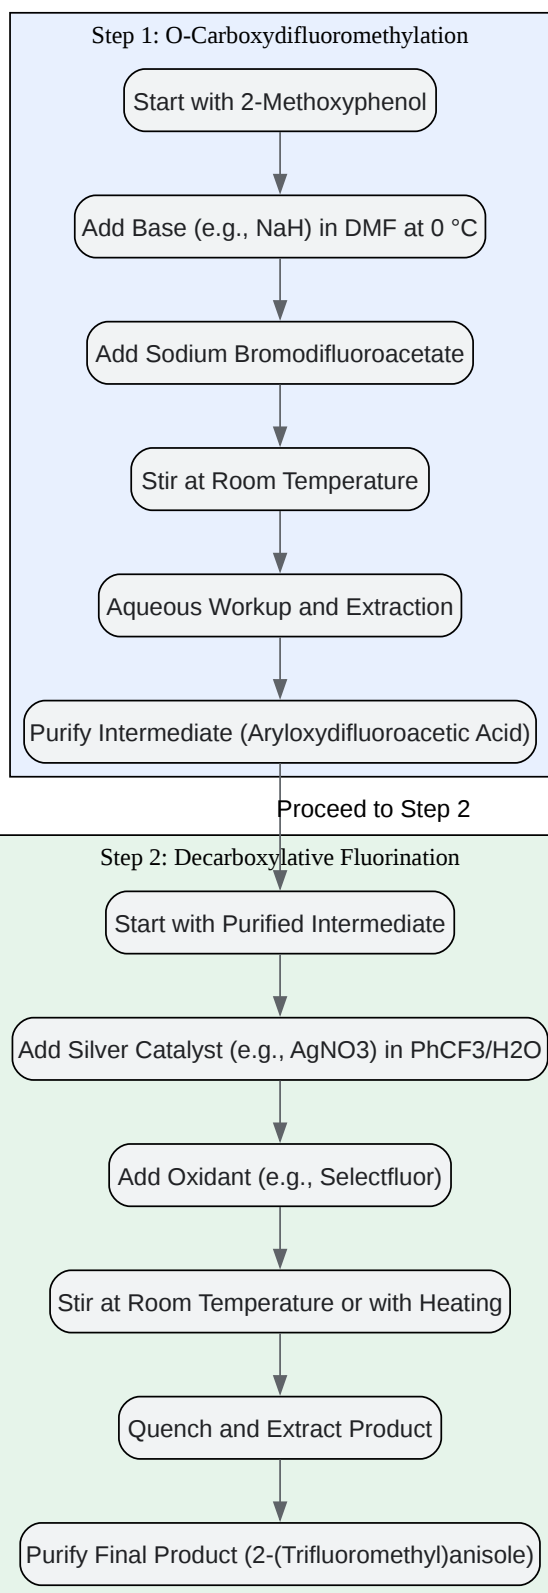 Step 1: O-Carboxydifluoromethylation
Start with 2-Methoxyphenol
Add Base (e.g., NaH) in DMF at 0 °C
Add Sodium Bromodifluoroacetate
Stir at Room Temperature
Aqueous Workup and Extraction
Purify Intermediate (Aryloxydifluoroacetic Acid)
Proceed to Step 2
Step 2: Decarboxylative Fluorination
Start with Purified Intermediate
Add Silver Catalyst (e.g., AgNO3) in PhCF3/H2O
Add Oxidant (e.g., Selectfluor)
Stir at Room Temperature or with Heating
Quench and Extract Product
Purify Final Product (2-(Trifluoromethyl)anisole)